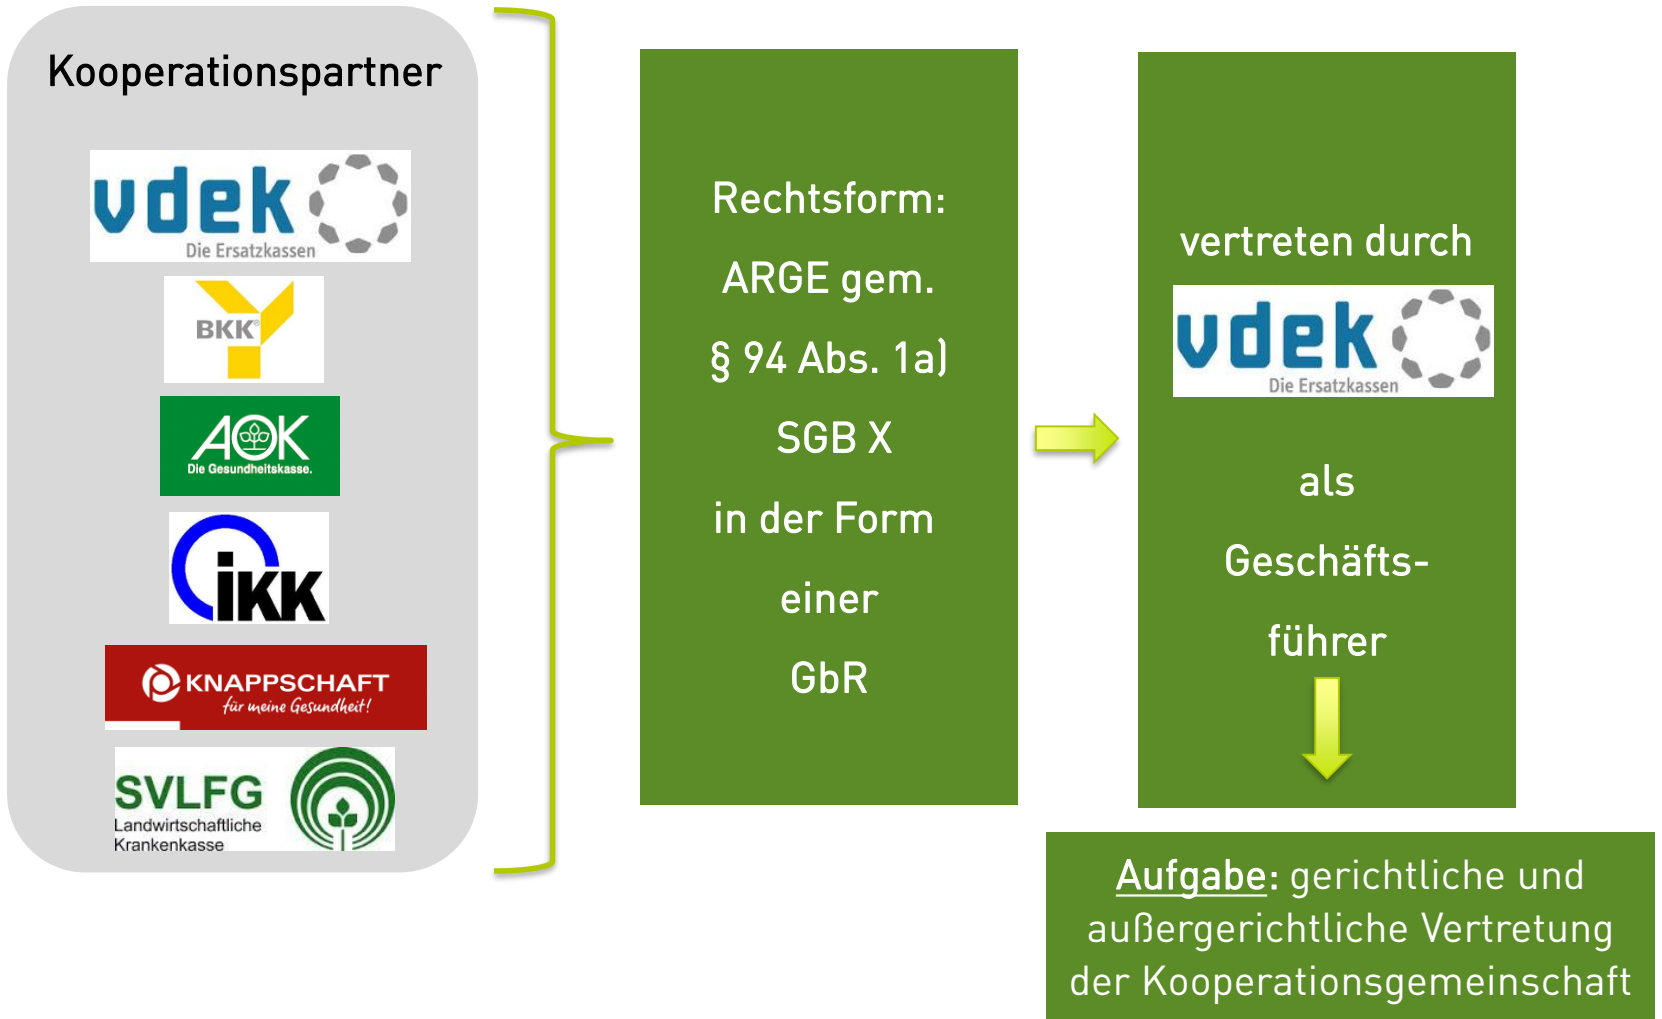 Kooperationspartner
vdek
Die Ersatzkassen
BKK®
AOK
Die Gesundheitskasse.
iKK
KNAPPSCHAFT
für meine Gesundheit!
SVLFG
Landwirtschaftliche
Krankenkasse
Rechtsform:
ARGE gem.
§ 94 Abs. 1a)
SGB X
in der Form
einer
GbR
vertreten durch
vdek
Die Ersatzkassen
als
Geschäfts-
führer
Aufgabe: gerichtliche und
außergerichtliche Vertretung
der Kooperationsgemeinschaft